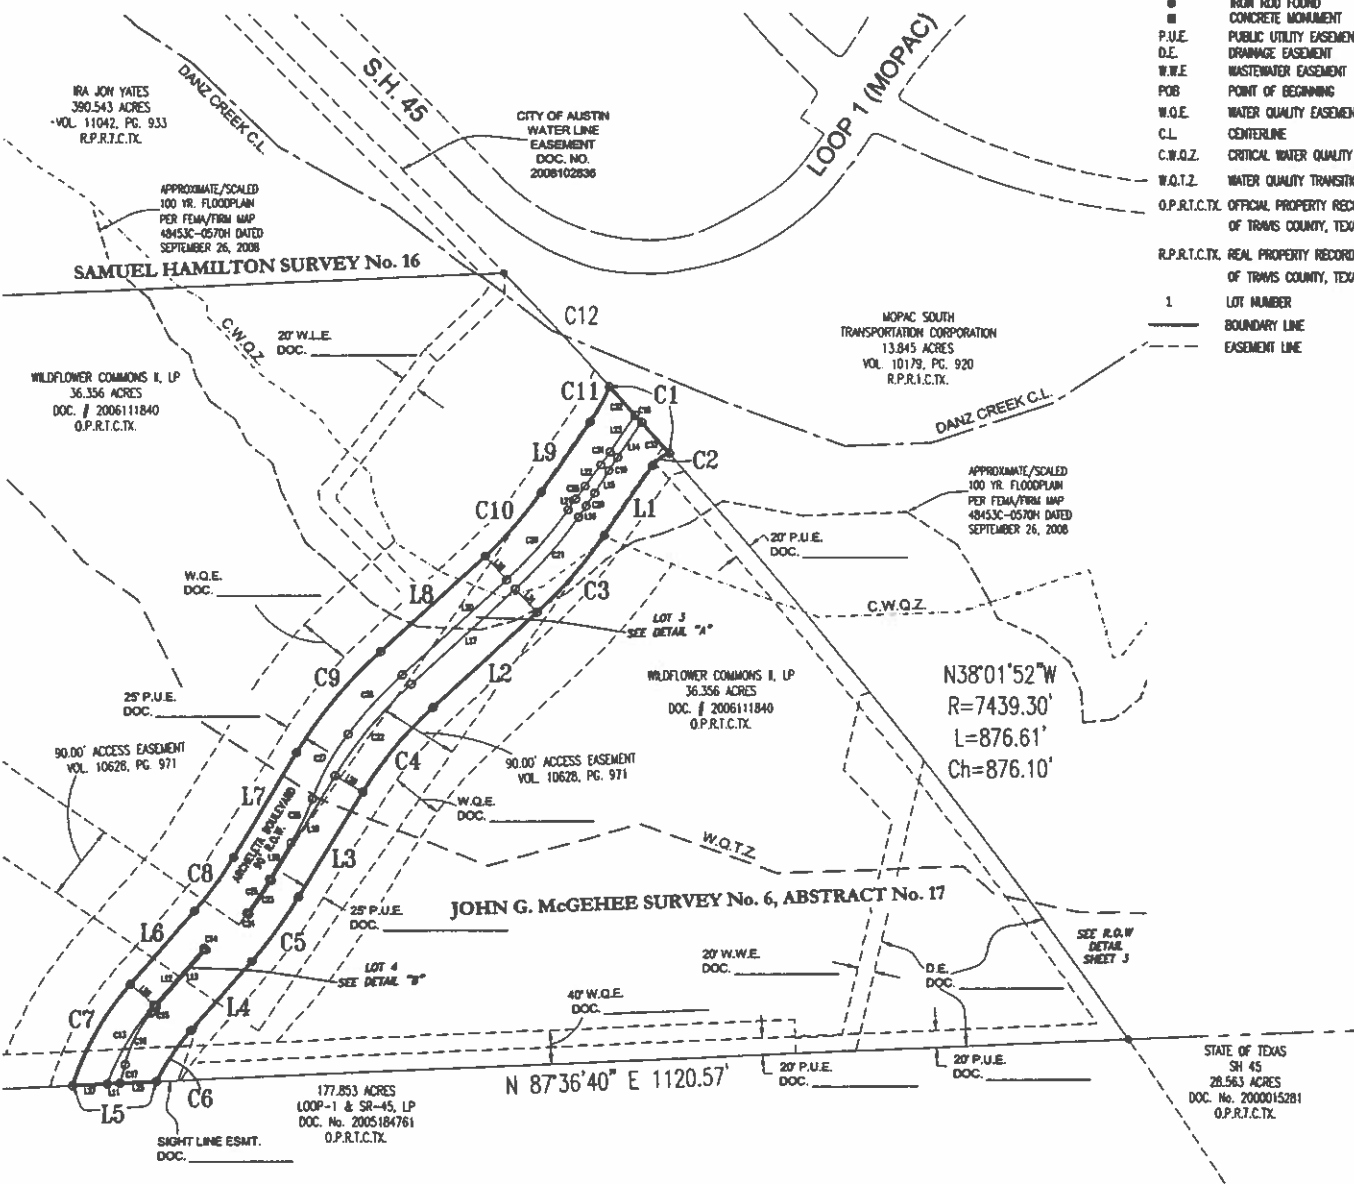 IRON ROD FOUND
CONCRETE MONUMENT
P.U.E. PUBLIC UTILITY EASEMEN
D.E. DRAINAGE EASEMENT
W.W.E WASTEWATER EASEMENT
POB POINT OF BEGINNING
W.Q.E. WATER QUALITY EASEMEN
C.L. CENTERLINE
C.W.Q.Z. CRITICAL WATER QUALITY
W.Q.T.Z. WATER QUALITY TRANSITI
O.P.R.T.C.TX. OFFICIAL PROPERTY REC
OF TRAVIS COUNTY, TEX
R.P.R.T.C.TX. REAL PROPERTY RECORD
OF TRAVIS COUNTY, TEX
1 LOT NUMBER
BOUNDARY LINE
EASEMENT LINE
S.H. 45
LOOP 1 (MOPAC)
DANZ CREEK C.L.
IRA JON YATES
390.543 ACRES
VOL. 11042, PG. 933
R.P.R.T.C.TX.
CITY OF AUSTIN
WATER LINE
EASEMENT
DOC. NO.
2008102836
APPROXIMATE/SCALED
100 YR. FLOODPLAIN
PER FEMA/FIRM MAP
48453C-0570H DATED
SEPTEMBER 26, 2008
SAMUEL HAMILTON SURVEY No. 16
C12
C.W.Q.Z.
20' W.L.E.
DOC.
MOPAC SOUTH
TRANSPORTATION CORPORATION
13.845 ACRES
VOL. 10179, PG. 920
R.P.R.T.C.TX.
WILDFLOWER COMMONS II, LP
36.356 ACRES
DOC. # 2006111840
O.P.R.T.C.TX.
C11
C1
DANZ CREEK C.L.
C2
L9
APPROXIMATE/SCALED
100 YR. FLOODPLAIN
PER FEMA/FIRM MAP
48453C-0570H DATED
SEPTEMBER 26, 2008
C10
L1
20' P.U.E.
DOC.
W.Q.E.
DOC.
L8
C3
C.W.Q.Z.
LOT 3
SEE DETAIL "A"
C9
L2
WILDFLOWER COMMONS II, LP
36.356 ACRES
DOC. # 2006111840
O.P.R.T.C.TX.
N38°01'52"W
R=7439.30'
L=876.61'
Ch=876.10'
25' P.U.E.
DOC.
90.00' ACCESS EASEMENT
VOL. 10628, PG. 971
90.00' ACCESS EASEMENT
VOL. 10628, PG. 971
C4
L7
ARCHELETA BOULEVARD
90' R.O.W.
W.Q.E.
DOC.
W.Q.T.Z.
C8
L3
JOHN G. McGEHEE SURVEY No. 6, ABSTRACT No. 17
25' P.U.E.
DOC.
L6
C5
SEE R.O.W
DETAIL
SHEET 3
LOT 4
SEE DETAIL "B"
20' W.W.E.
DOC.
D.E.
DOC.
40' W.Q.E.
DOC.
C7
L4
N 87°36'40" E 1120.57'
20' P.U.E.
DOC.
20' P.U.E.
DOC.
STATE OF TEXAS
SH 45
28.563 ACRES
DOC. No. 2000015281
O.P.R.T.C.TX.
L5
C6
177.853 ACRES
LOOP-1 & SR-45, LP
DOC. No. 2005184761
O.P.R.T.C.TX.
SIGHT LINE ESMT.
DOC.